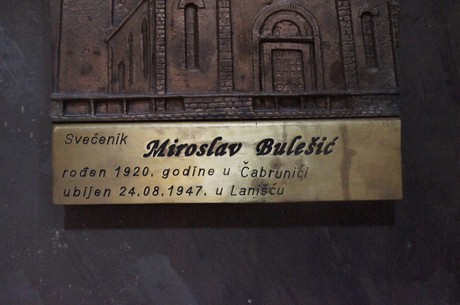 Svećenik Miroslav Bulešić
rođen 1920. godine u Čabrunići
ubijen 24.08.1947. u Lanišću